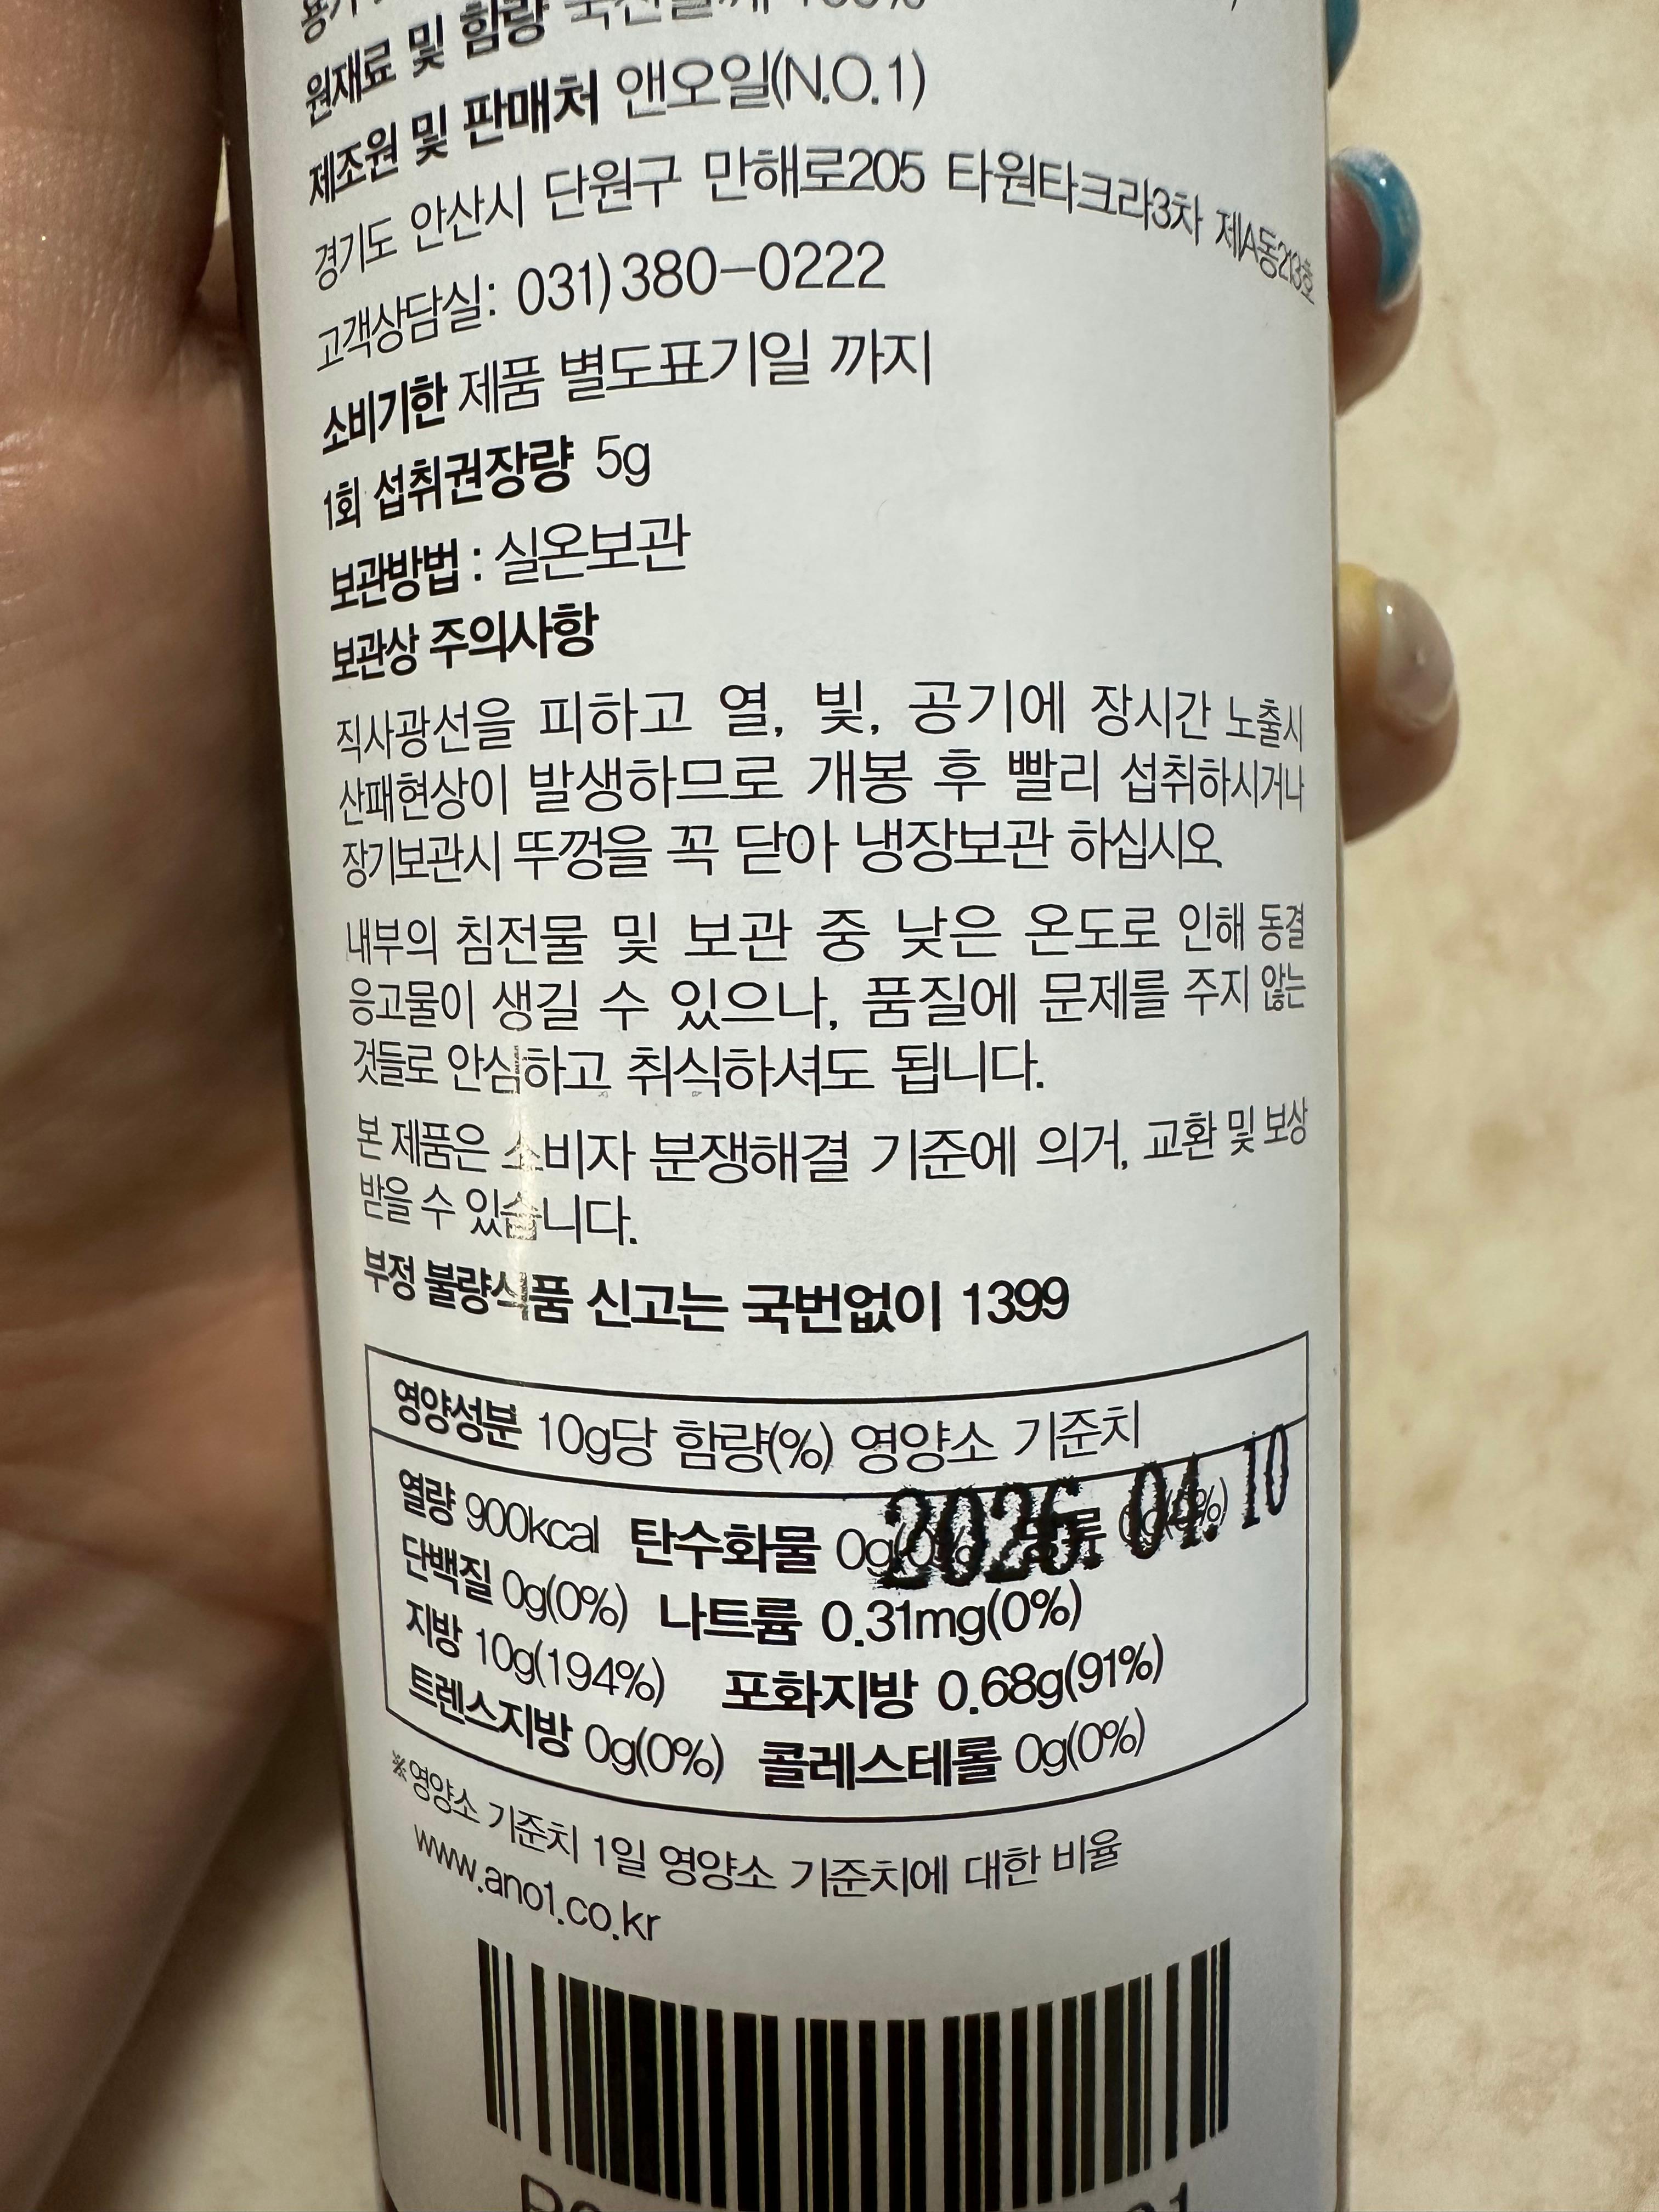 원재료 및 함량 국산들깨 100%
제조원 및 판매처 앤오일(N.O.1)
경기도 안산시 단원구 만해로205 타원타크라3차 제A동213호
고객상담실: 031)380-0222
소비기한 제품 별도표기일 까지
1회 섭취권장량 5g
보관방법 : 실온보관
보관상 주의사항
직사광선을 피하고 열, 빛, 공기에 장시간 노출시
산패현상이 발생하므로 개봉 후 빨리 섭취하시거나
장기보관시 뚜껑을 꼭 닫아 냉장보관 하십시오
내부의 침전물 및 보관 중 낮은 온도로 인해 동결
응고물이 생길 수 있으나, 품질에 문제를 주지 않는
것들로 안심하고 취식하셔도 됩니다.
본 제품은 소비자 분쟁해결 기준에 의거, 교환 및 보상
받을 수 있습니다.
부정 불량식품 신고는 국번없이 1399
영양성분 10g당 함량(%) 영양소 기준치
2026. 04. 10
열량 900kcal 탄수화물 0g(0%) 당류 0g(0%)
단백질 0g(0%) 나트륨 0.31mg(0%)
지방 10g(194%) 포화지방 0.68g(91%)
트렌스지방 0g(0%) 콜레스테롤 0g(0%)
※영양소 기준치 1일 영양소 기준치에 대한 비율
www.ano1.co.kr